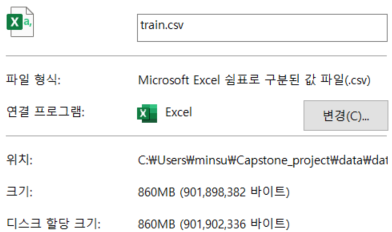 train.csv
파일 형식: Microsoft Excel 쉼표로 구분된 값 파일(.csv)
연결 프로그램: Excel 변경(C)...
위치: C:₩Users₩minsu₩Capstone_project₩data₩dat
크기: 860MB (901,898,382 바이트)
디스크 할당 크기: 860MB (901,902,336 바이트)